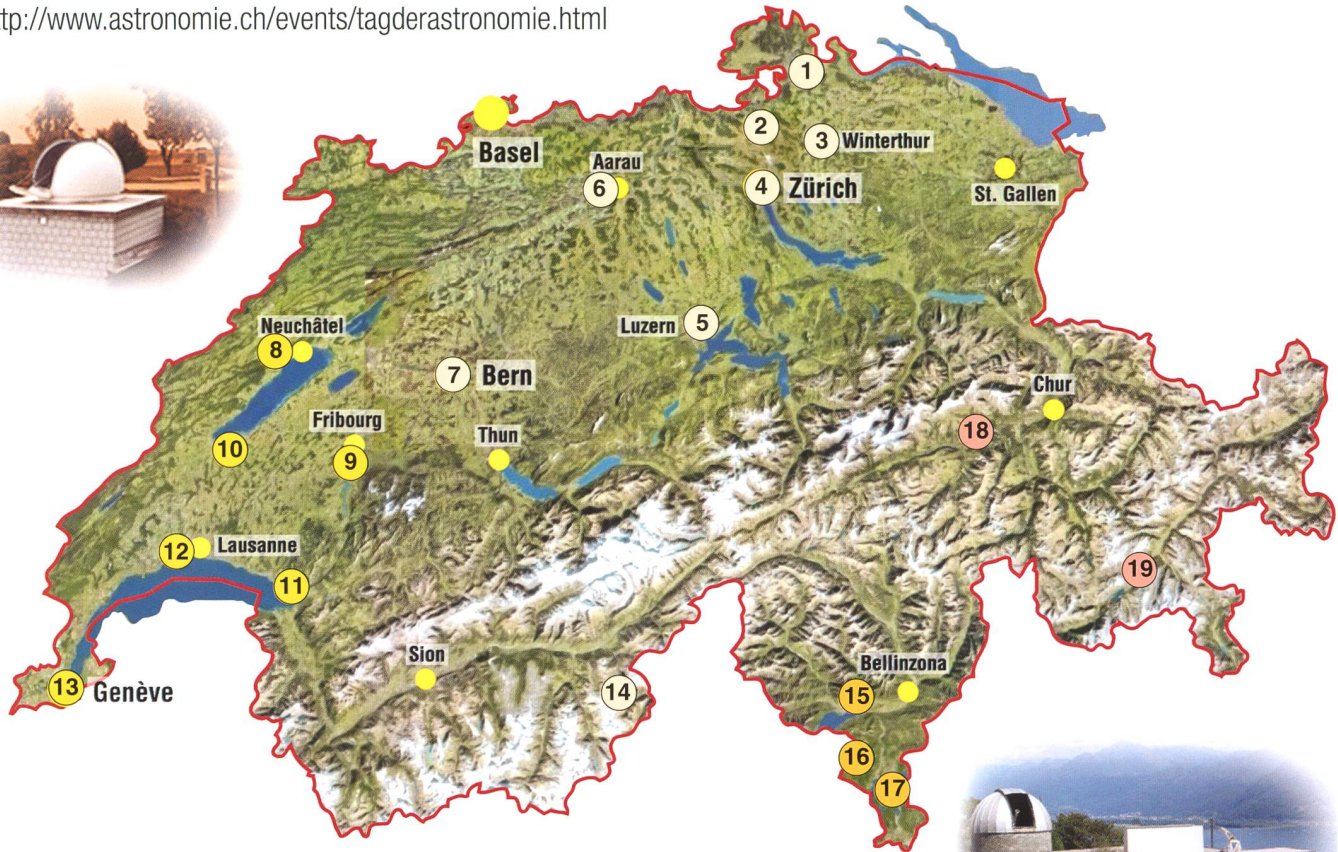 ttp://www.astronomie.ch/events/tagderastronomie.html
1
2
3 Winterthur
Basel
Aarau
6
4 Zürich
St. Gallen
Neuchâtel
8
Luzern 5
7 Bern
Chur
Fribourg
18
10
9
Thun
12 Lausanne
11
19
Sion
Bellinzona
13 Genève
14
15
16
17